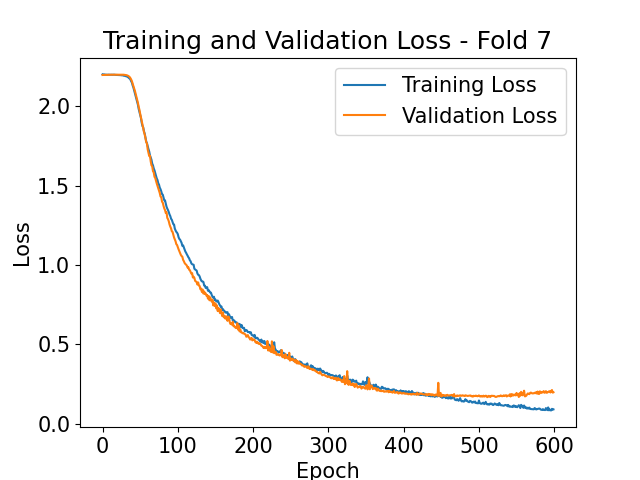 Training and Validation Loss - Fold 7
Training Loss
Validation Loss
2.0
1.5
1.0
0.5
0.0
Loss
0 100 200 300 400 500 600
Epoch